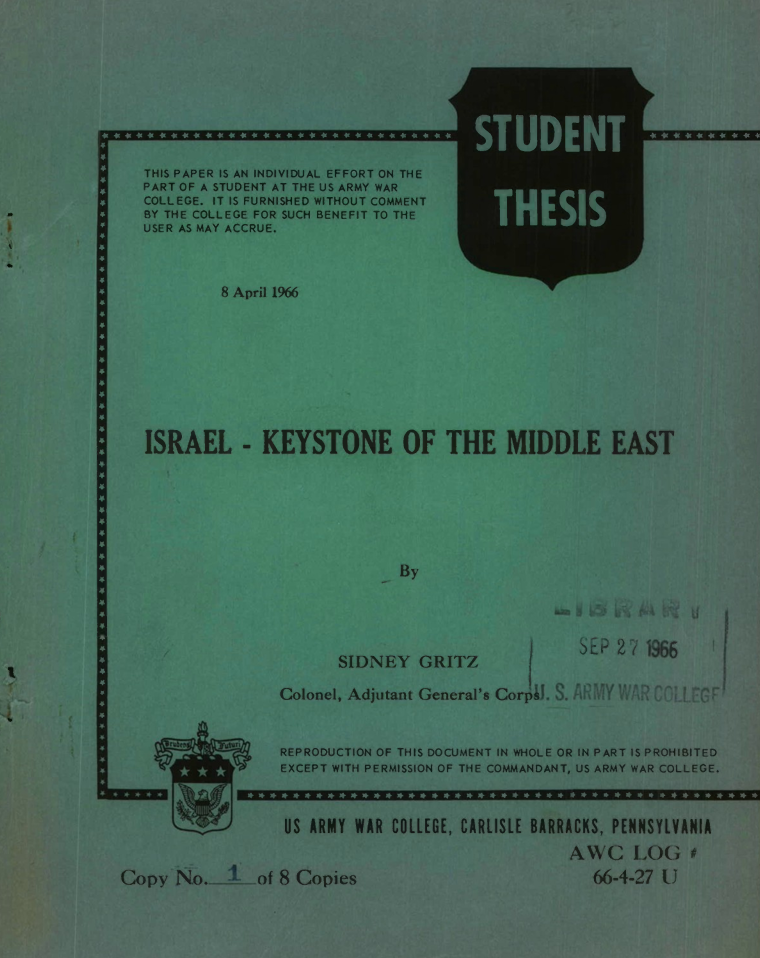 STUDENT
THESIS
THIS PAPER IS AN INDIVIDUAL EFFORT ON THE
PART OF A STUDENT AT THE US ARMY WAR
COLLEGE. IT IS FURNISHED WITHOUT COMMENT
BY THE COLLEGE FOR SUCH BENEFIT TO THE
USER AS MAY ACCRUE.
8 April 1966
ISRAEL - KEYSTONE OF THE MIDDLE EAST
By
LIBRARY
SEP 27 1966
SIDNEY GRITZ
Colonel, Adjutant General's Corps
U. S. ARMY WAR COLLEGE
Prudens Futuri
REPRODUCTION OF THIS DOCUMENT IN WHOLE OR IN PART IS PROHIBITED
EXCEPT WITH PERMISSION OF THE COMMANDANT, US ARMY WAR COLLEGE.
US ARMY WAR COLLEGE, CARLISLE BARRACKS, PENNSYLVANIA
AWC LOG #
Copy No. 1 of 8 Copies
66-4-27 U